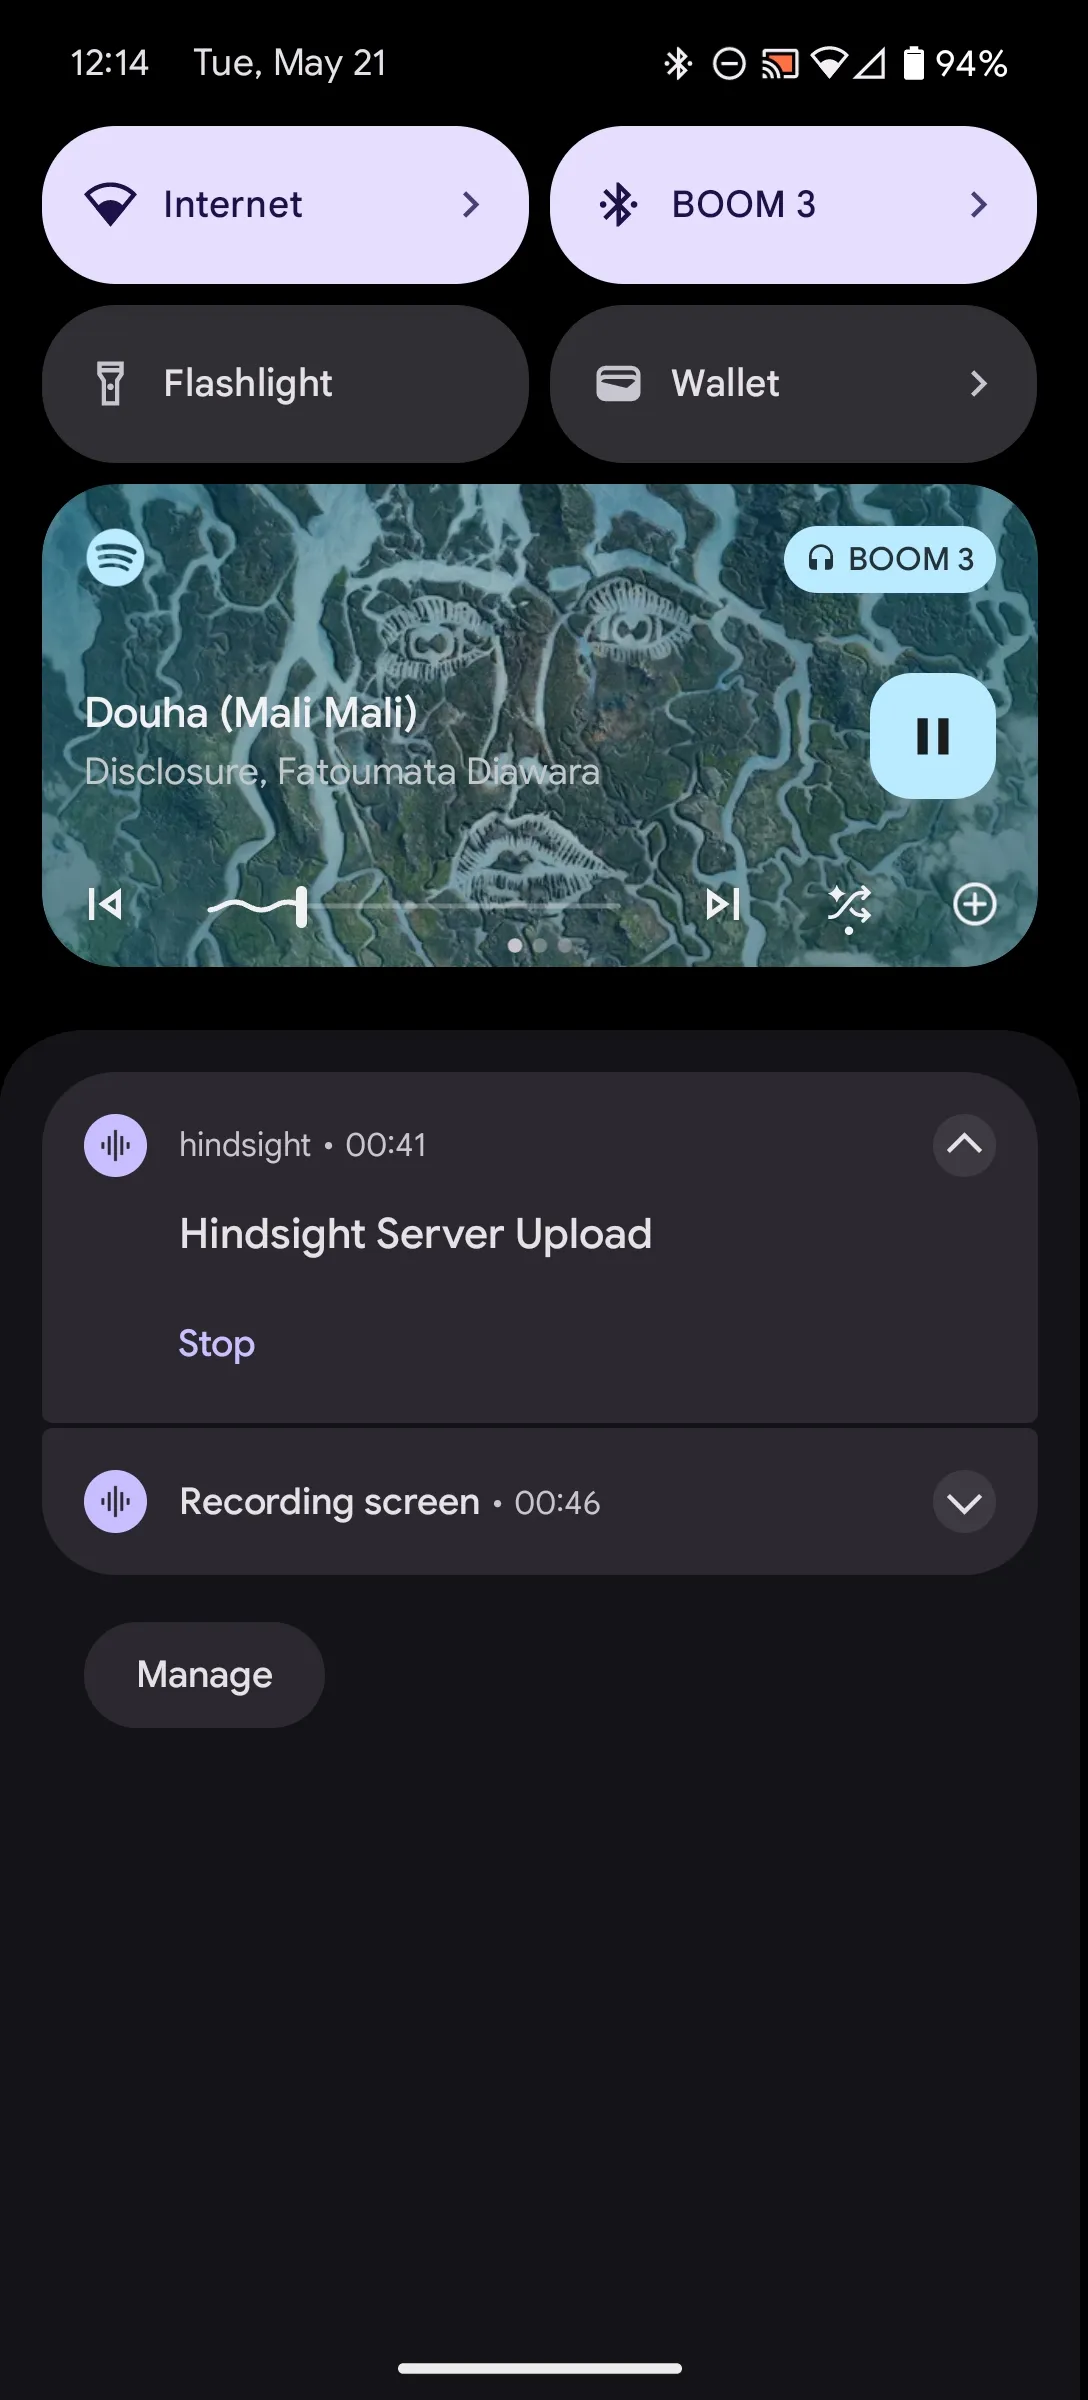 12:14 Tue, May 21 94%
Internet
BOOM 3
Flashlight
Wallet
BOOM 3
Douha (Mali Mali)
Disclosure, Fatoumata Diawara
hindsight • 00:41
Hindsight Server Upload
Stop
Recording screen • 00:46
Manage